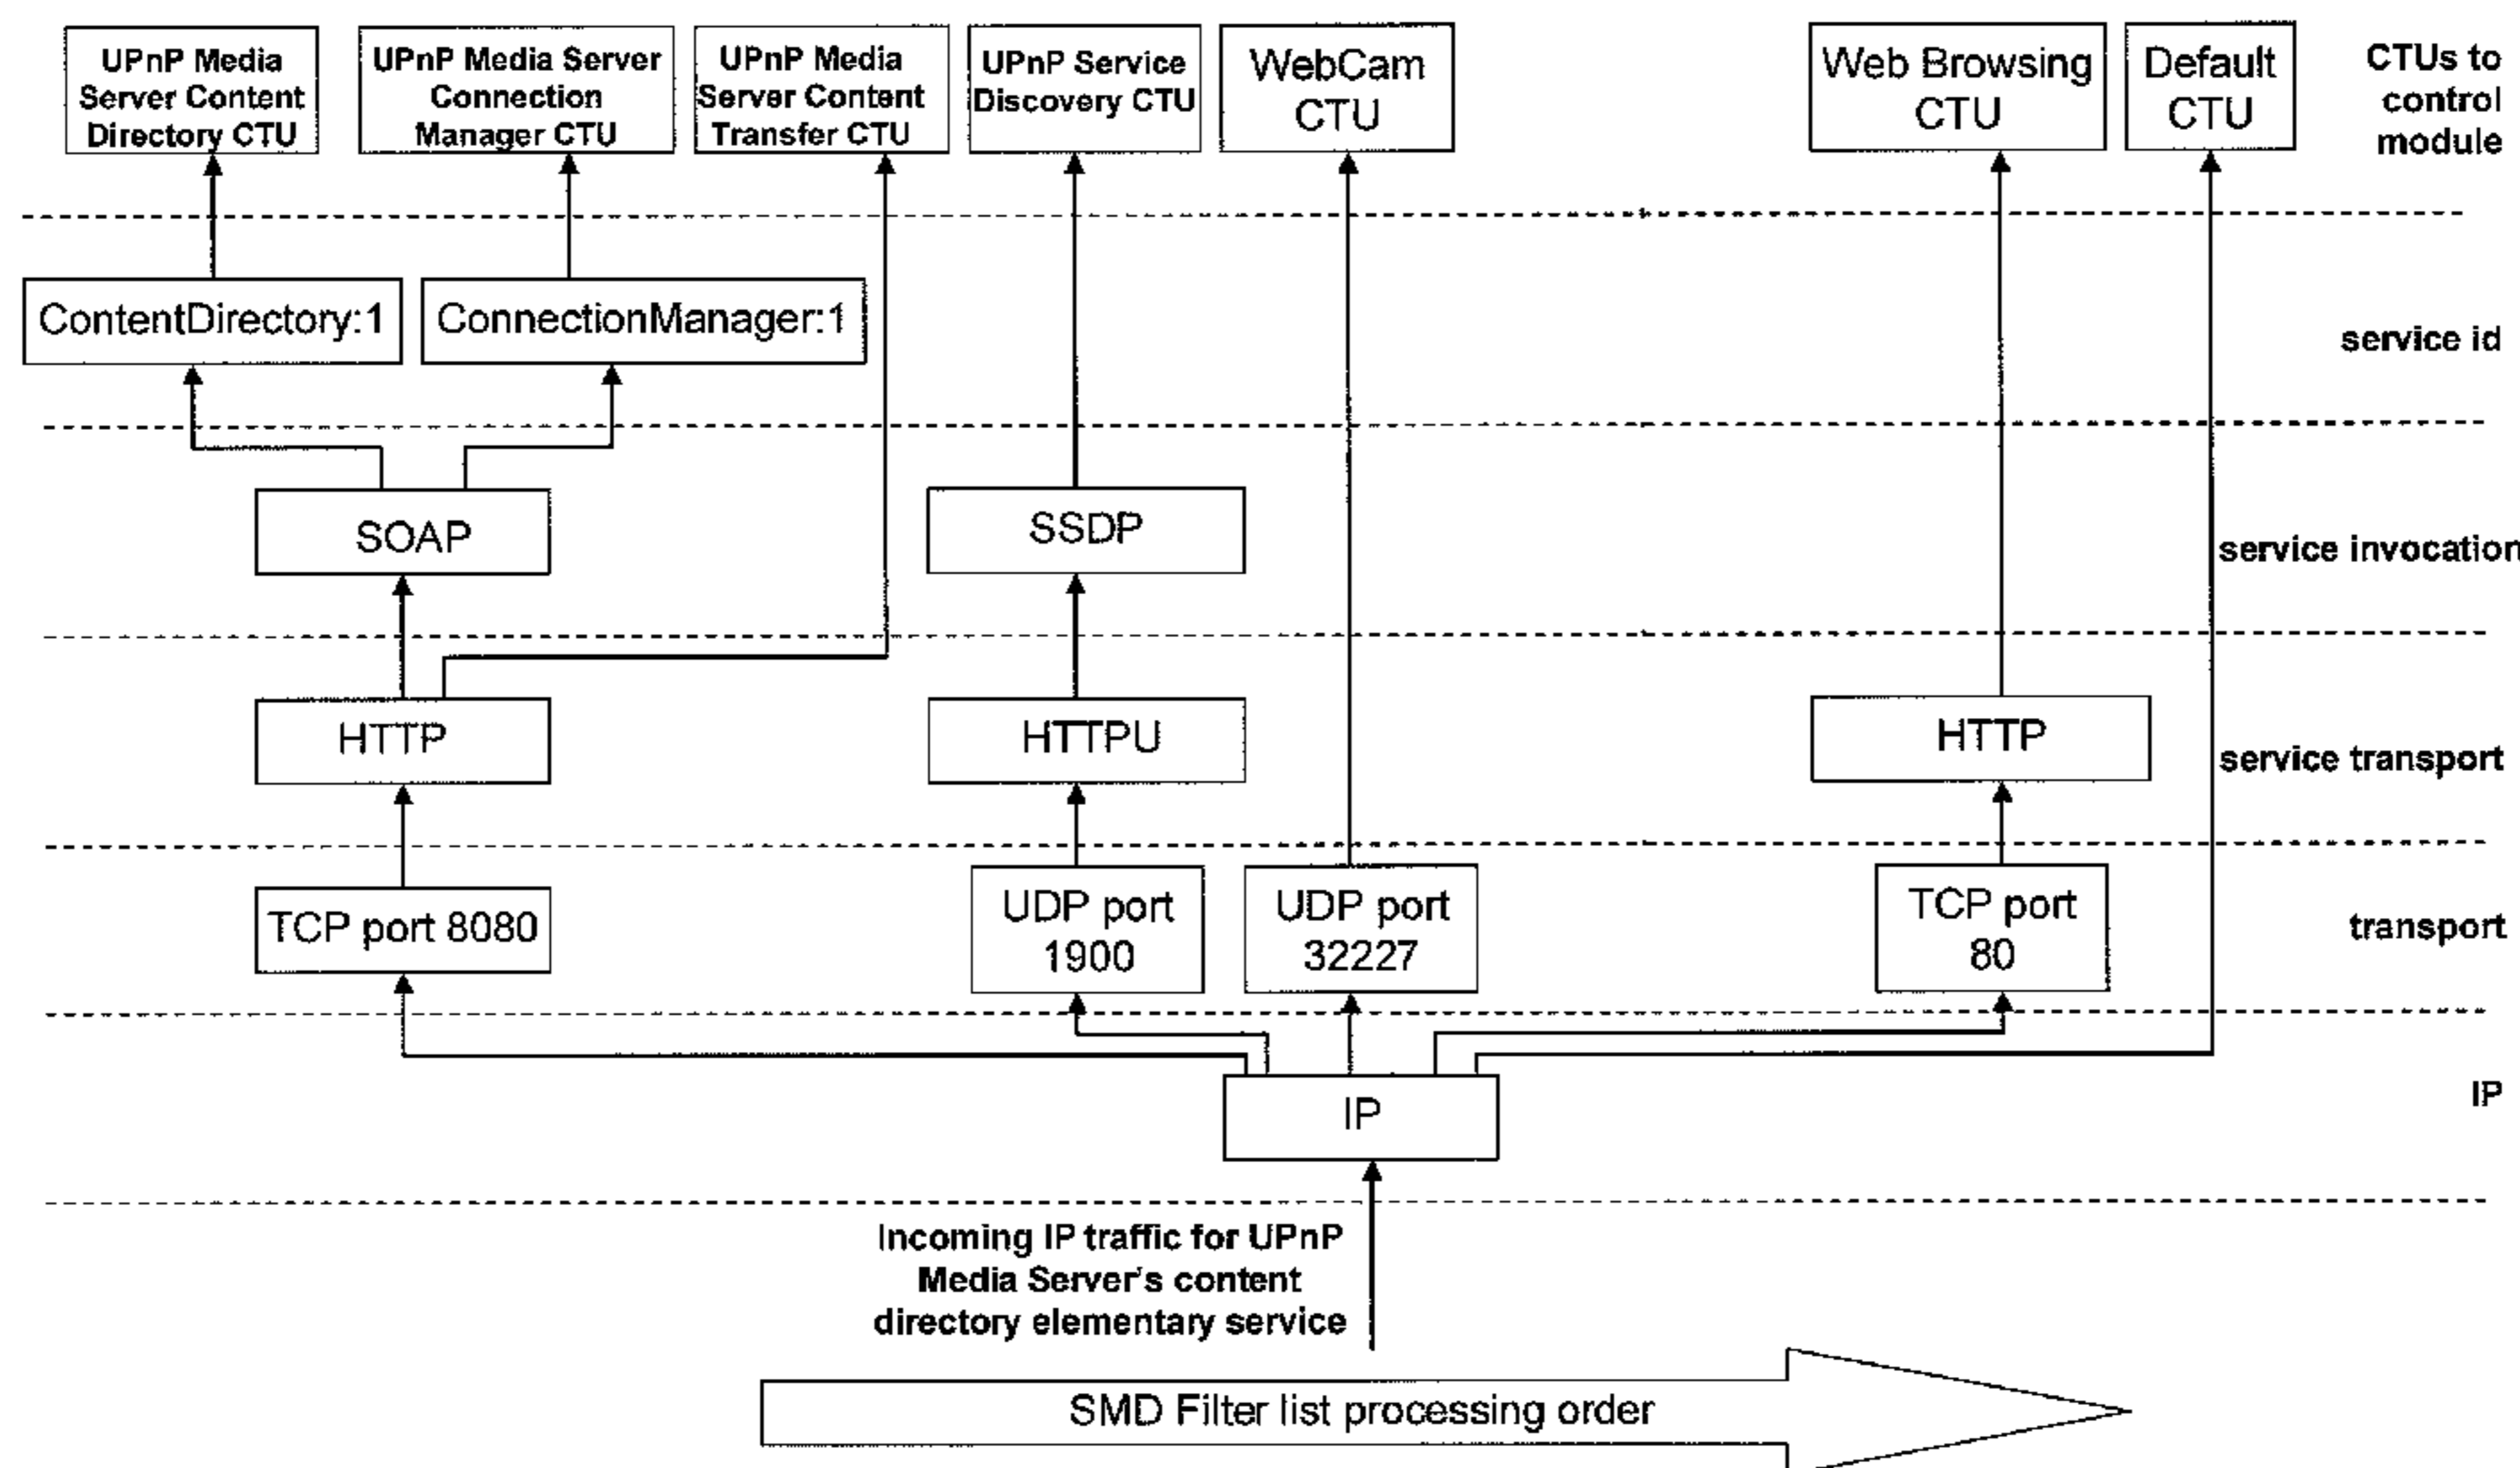 UPnP Media
Server Content
Directory CTU
UPnP Media Server
Connection
Manager CTU
UPnP Media
Server Content
Transfer CTU
UPnP Service
Discovery CTU
WebCam
CTU
Web Browsing
CTU
Default
CTU
CTUs to
control
module
ContentDirectory:1
ConnectionManager:1
service id
SOAP
SSDP
service invocation
HTTP
HTTPU
HTTP
service transport
TCP port 8080
UDP port
1900
UDP port
32227
TCP port
80
transport
IP
IP
Incoming IP traffic for UPnP
Media Server's content
directory elementary service
SMD Filter list processing order